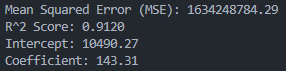 Mean Squared Error (MSE): 1634248784.29
R^2 Score: 0.9120
Intercept: 10490.27
Coefficient: 143.31